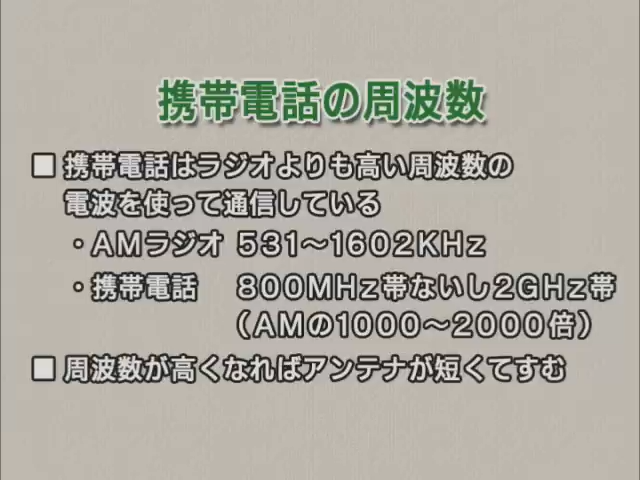 携帯電話の周波数
■ 携帯電話はラジオよりも高い周波数の
電波を使って通信している
・AMラジオ 531～1602KHz
・携帯電話 800MHz帯ないし2GHz帯
（AMの1000～2000倍）
■ 周波数が高くなればアンテナが短くてすむ